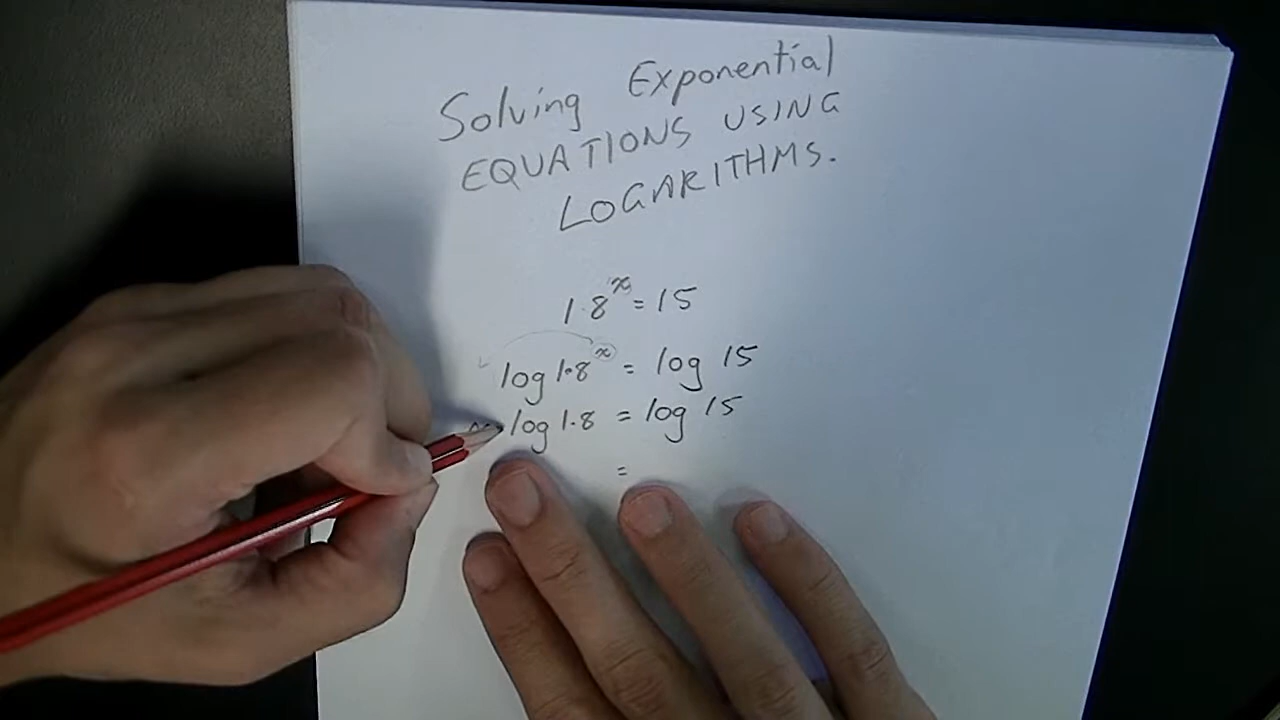 Solving Exponential
EQUATIONS USING
LOGARITHMS.
1.8^x = 15
log 1.8^x = log 15
x log 1.8 = log 15
=